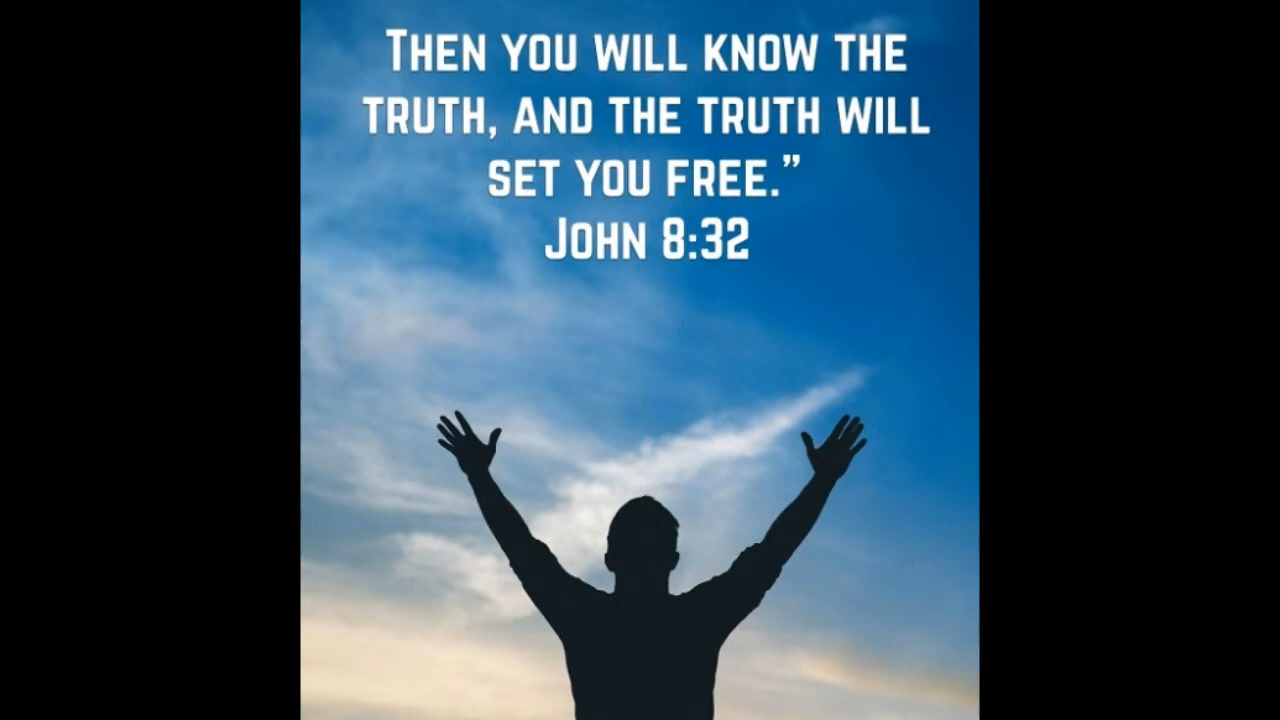 Then you will know the
truth, and the truth will
set you free.”
John 8:32